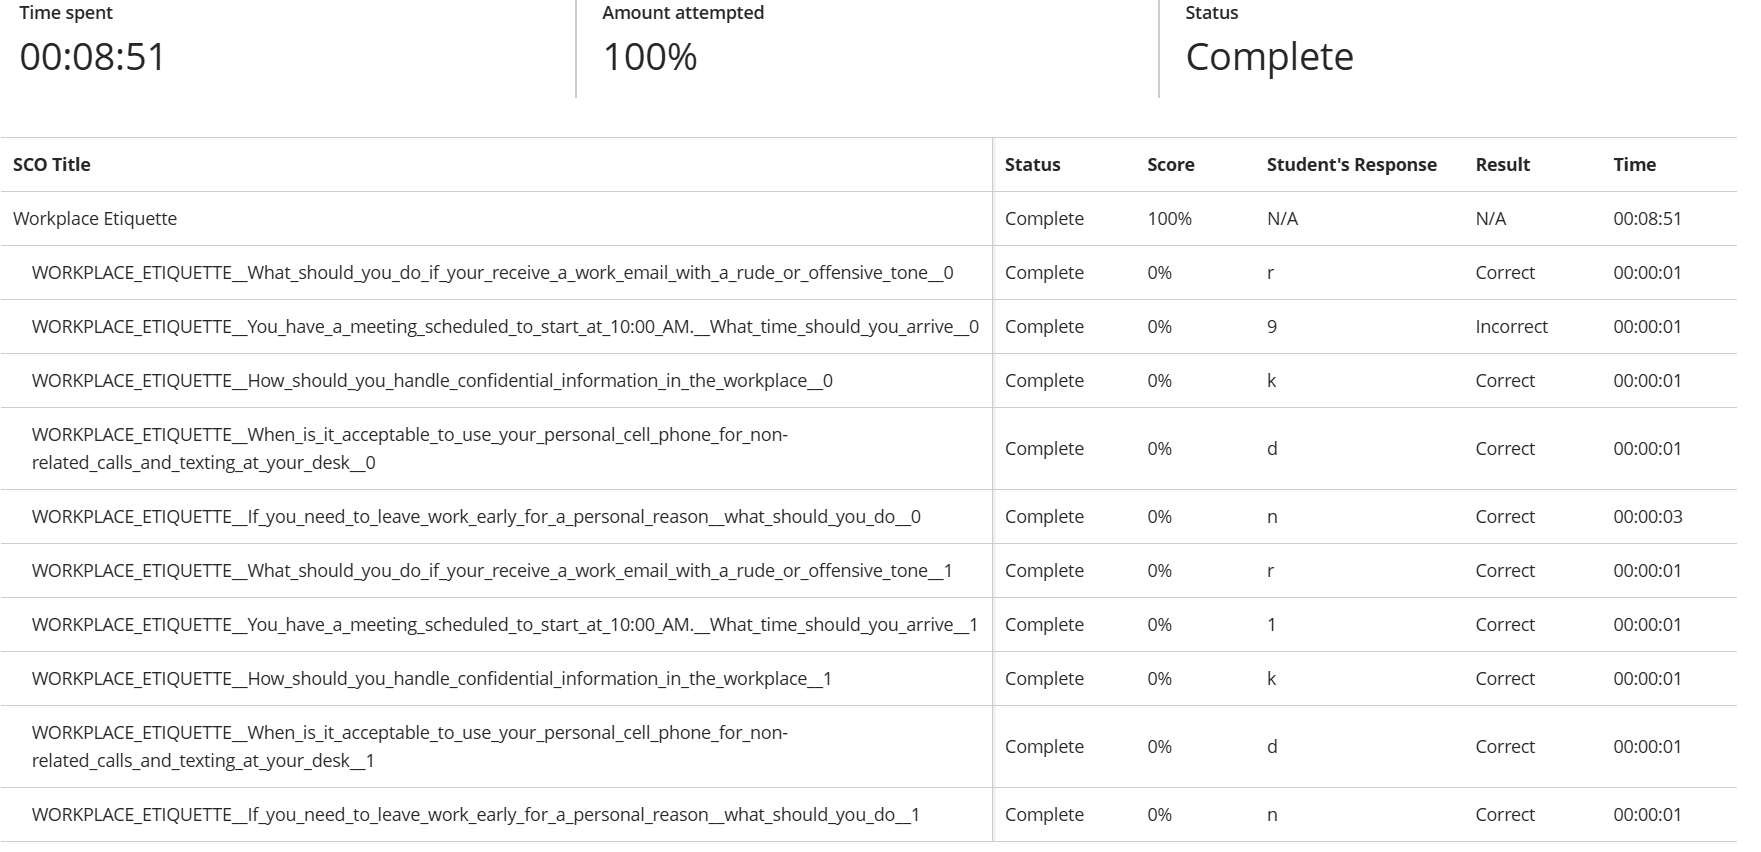 Time spent Amount attempted Status
00:08:51 100% Complete
SCO Title Status Score Student's Response Result Time
Workplace Etiquette Complete 100% N/A N/A 00:08:51
WORKPLACE_ETIQUETTE__What_should_you_do_if_your_receive_a_work_email_with_a_rude_or_offensive_tone__0 Complete 0% r Correct 00:00:01
WORKPLACE_ETIQUETTE__You_have_a_meeting_scheduled_to_start_at_10:00_AM.__What_time_should_you_arrive__0 Complete 0% 9 Incorrect 00:00:01
WORKPLACE_ETIQUETTE__How_should_you_handle_confidential_information_in_the_workplace__0 Complete 0% k Correct 00:00:01
WORKPLACE_ETIQUETTE__When_is_it_acceptable_to_use_your_personal_cell_phone_for_non-
related_calls_and_texting_at_your_desk__0 Complete 0% d Correct 00:00:01
WORKPLACE_ETIQUETTE__If_you_need_to_leave_work_early_for_a_personal_reason__what_should_you_do__0 Complete 0% n Correct 00:00:03
WORKPLACE_ETIQUETTE__What_should_you_do_if_your_receive_a_work_email_with_a_rude_or_offensive_tone__1 Complete 0% r Correct 00:00:01
WORKPLACE_ETIQUETTE__You_have_a_meeting_scheduled_to_start_at_10:00_AM.__What_time_should_you_arrive__1 Complete 0% 1 Correct 00:00:01
WORKPLACE_ETIQUETTE__How_should_you_handle_confidential_information_in_the_workplace__1 Complete 0% k Correct 00:00:01
WORKPLACE_ETIQUETTE__When_is_it_acceptable_to_use_your_personal_cell_phone_for_non-
related_calls_and_texting_at_your_desk__1 Complete 0% d Correct 00:00:01
WORKPLACE_ETIQUETTE__If_you_need_to_leave_work_early_for_a_personal_reason__what_should_you_do__1 Complete 0% n Correct 00:00:01